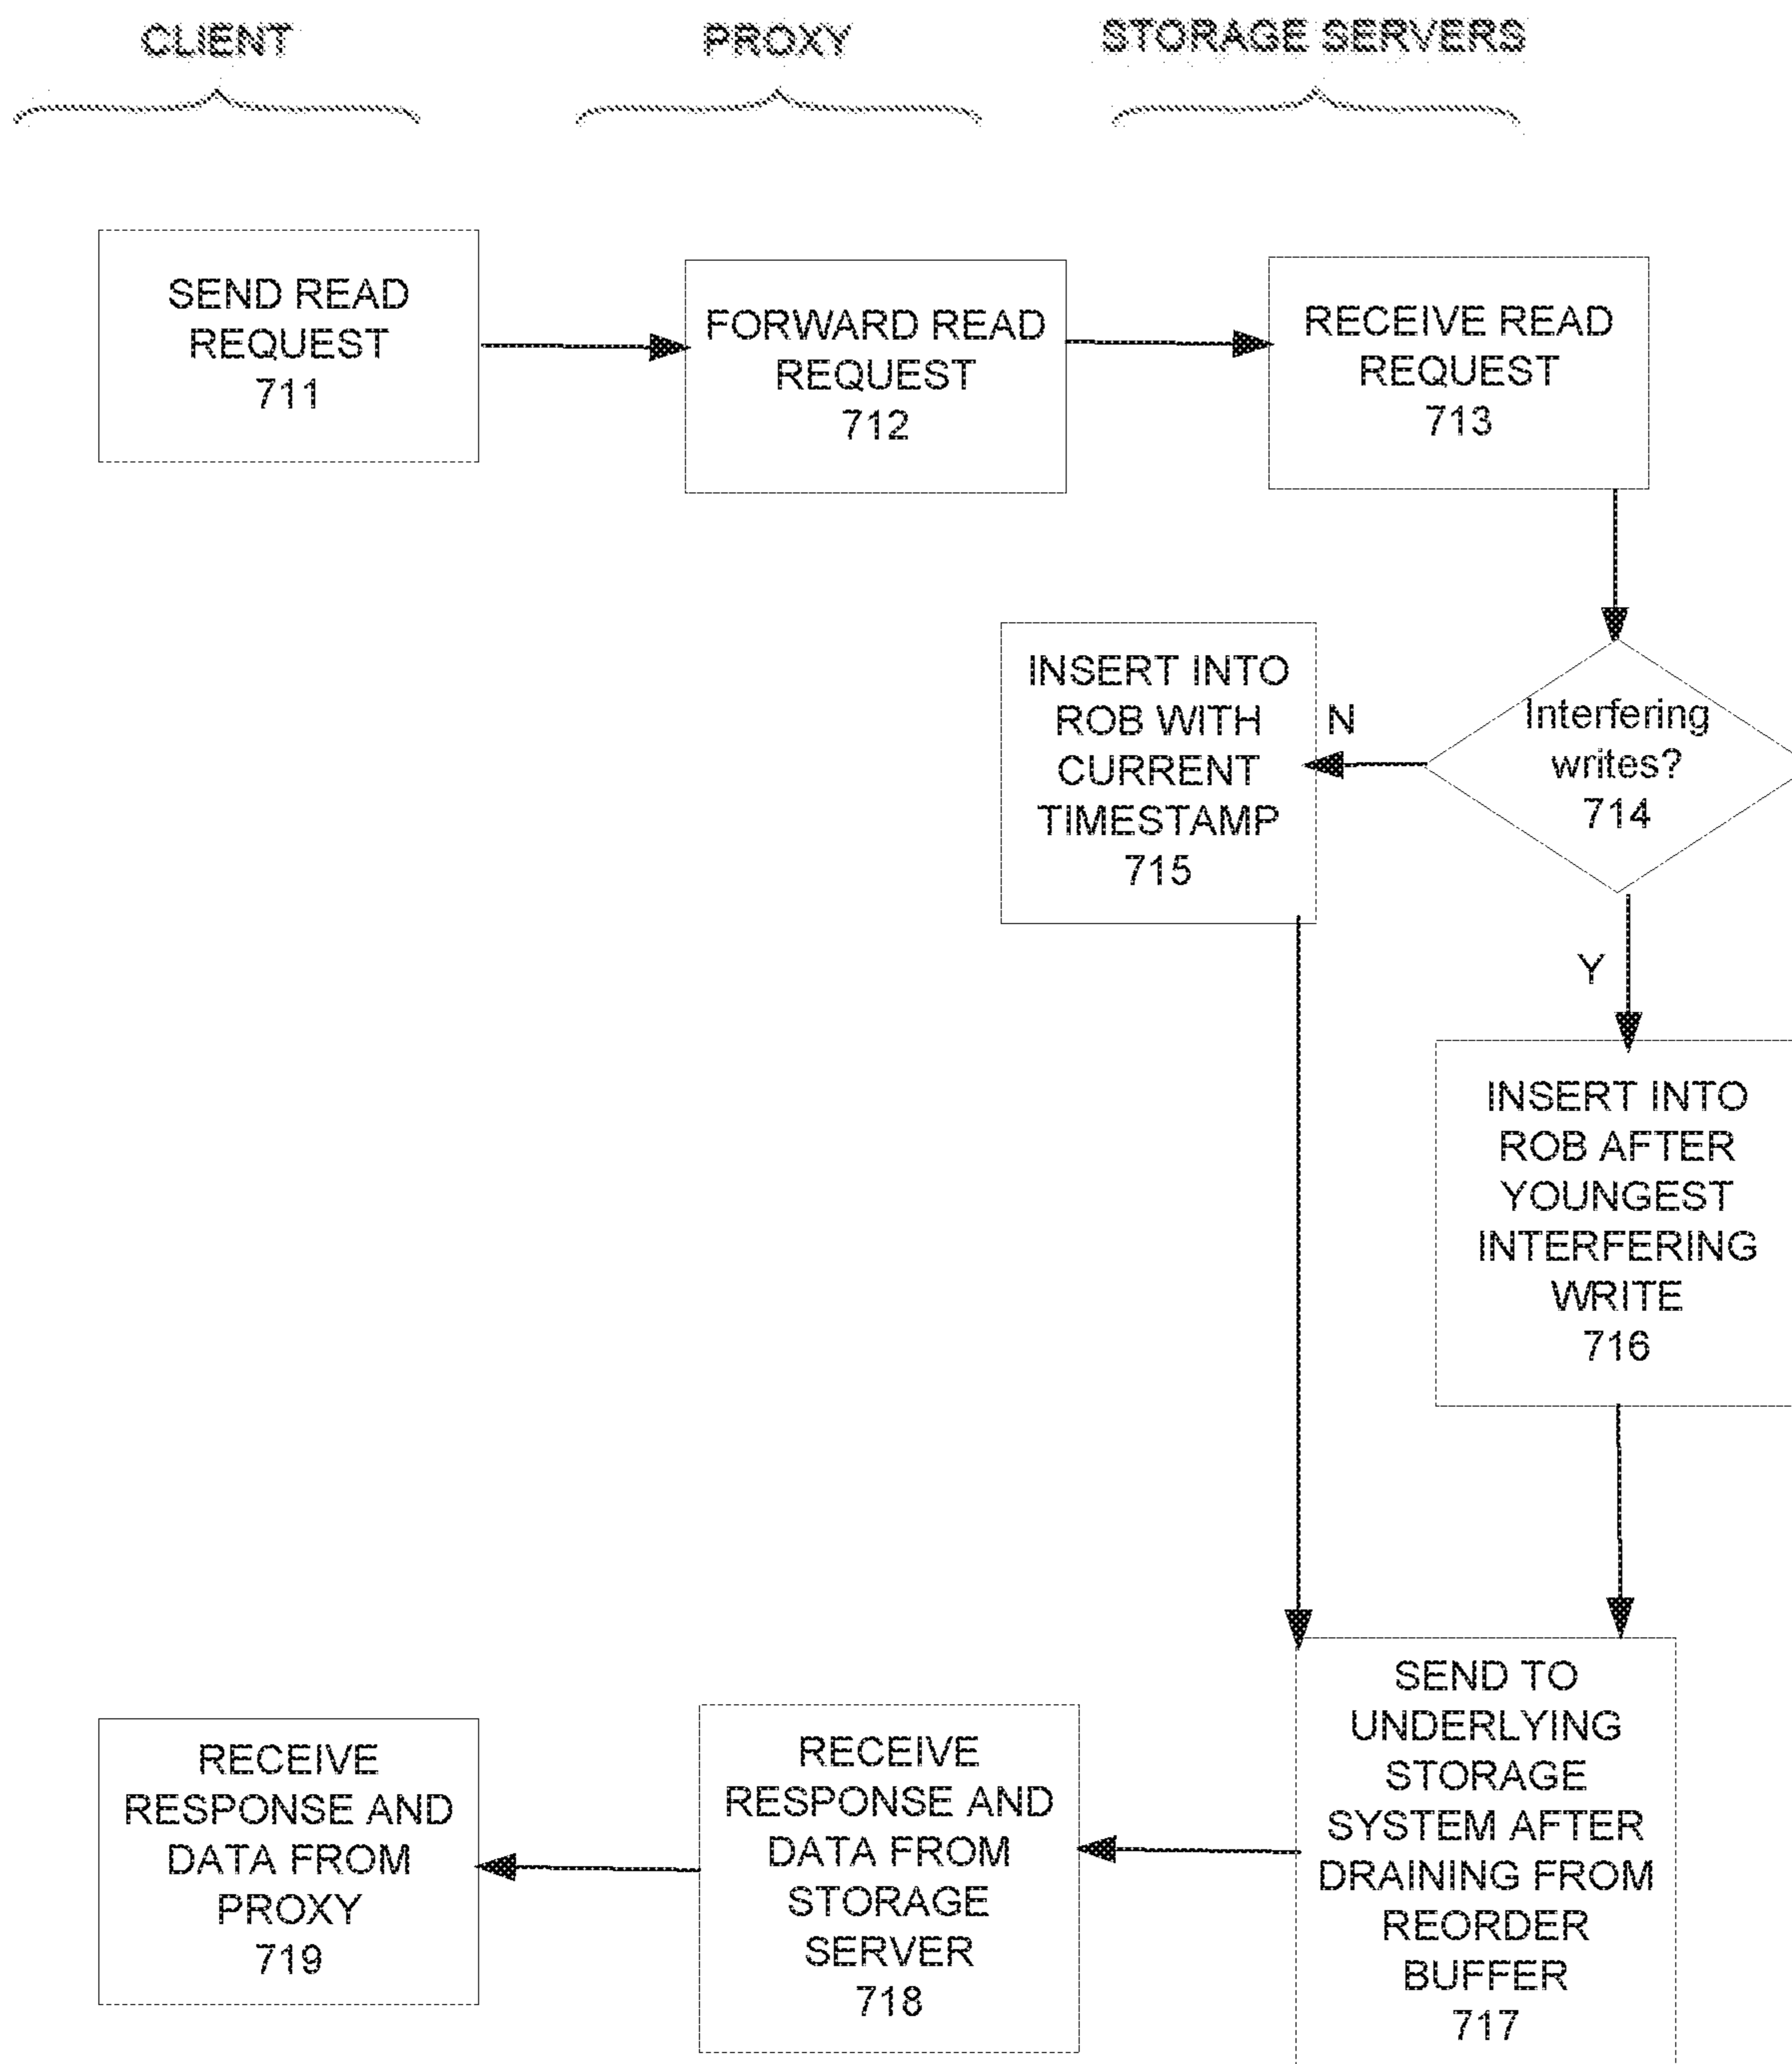 CLIENT
PROXY
STORAGE SERVERS
SEND READ
REQUEST
711
FORWARD READ
REQUEST
712
RECEIVE READ
REQUEST
713
INSERT INTO
ROB WITH
CURRENT
TIMESTAMP
715
N
Interfering
writes?
714
Y
INSERT INTO
ROB AFTER
YOUNGEST
INTERFERING
WRITE
716
RECEIVE
RESPONSE AND
DATA FROM
PROXY
719
RECEIVE
RESPONSE AND
DATA FROM
STORAGE
SERVER
718
SEND TO
UNDERLYING
STORAGE
SYSTEM AFTER
DRAINING FROM
REORDER
BUFFER
717